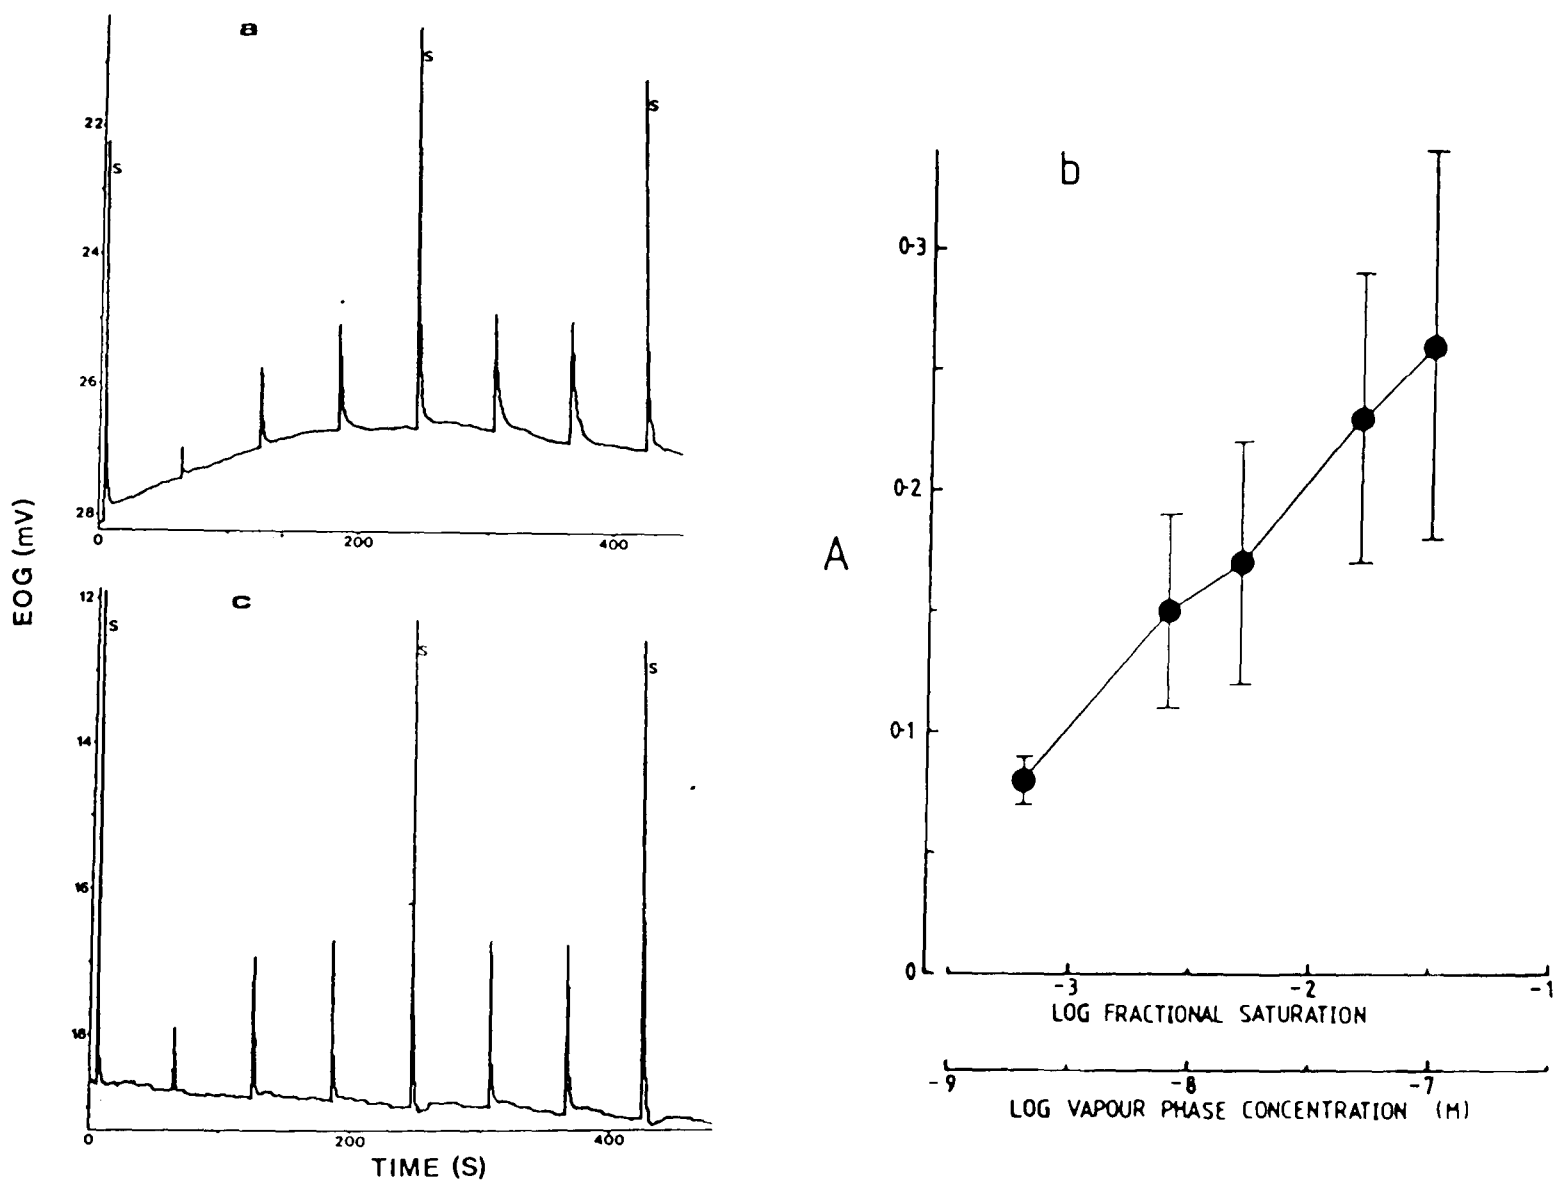 a
S
S
S
22
24
26
28
0
200
400
EOG (mV)
c
S
S
S
12
14
16
18
0
200
400
TIME (S)
b
A
0·3
0·2
0·1
0
-3
-2
-1
LOG FRACTIONAL SATURATION
-9
-8
-7
LOG VAPOUR PHASE CONCENTRATION (M)